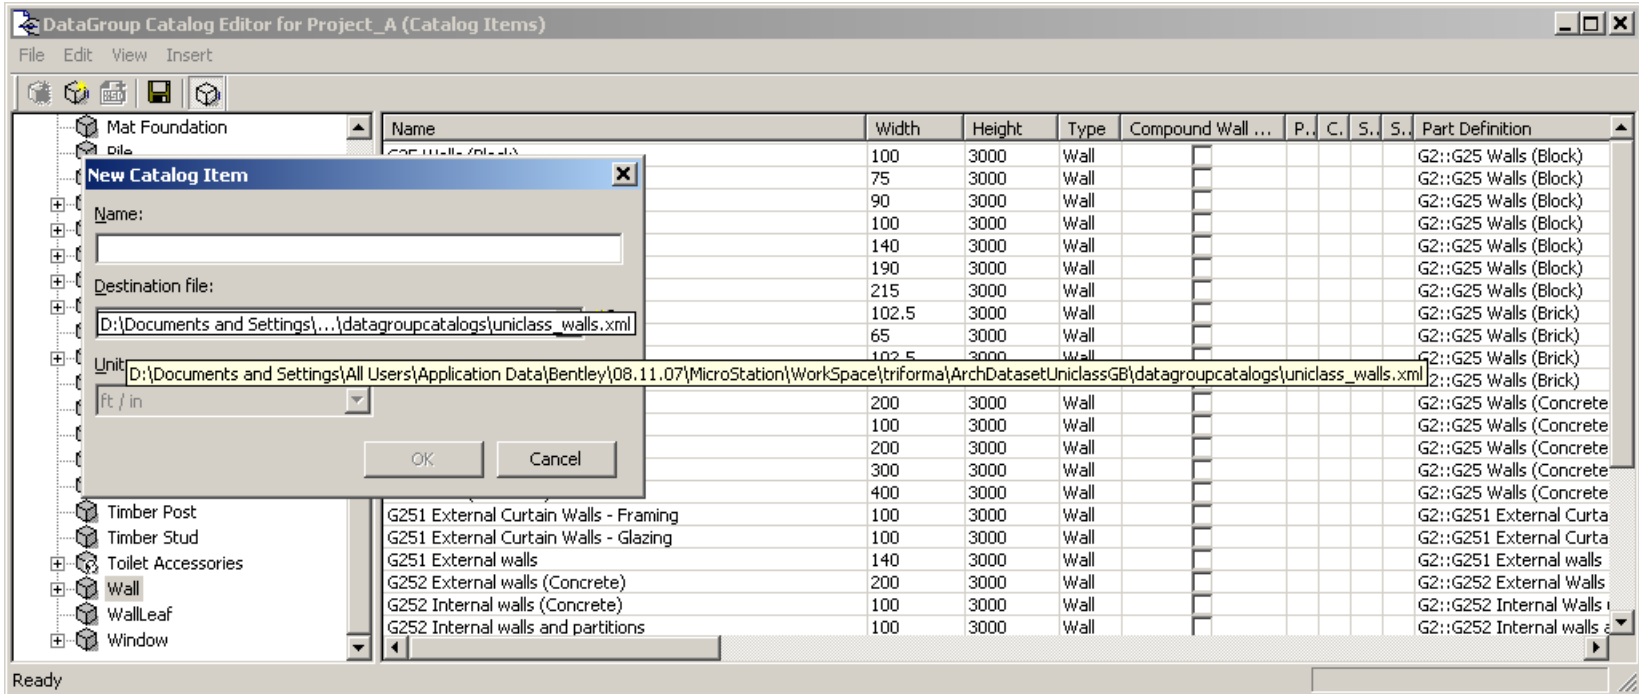 DataGroup Catalog Editor for Project_A (Catalog Items)
File Edit View Insert
Mat Foundation
Pile
Name Width Height Type Compound Wall ... P.. C. S.. S.. Part Definition
G25 Walls (Block) 100 3000 Wall G2::G25 Walls (Block)
75 3000 Wall G2::G25 Walls (Block)
90 3000 Wall G2::G25 Walls (Block)
100 3000 Wall G2::G25 Walls (Block)
140 3000 Wall G2::G25 Walls (Block)
190 3000 Wall G2::G25 Walls (Block)
215 3000 Wall G2::G25 Walls (Block)
102.5 3000 Wall G2::G25 Walls (Brick)
65 3000 Wall G2::G25 Walls (Brick)
102.5 3000 Wall G2::G25 Walls (Brick)
G2::G25 Walls (Brick)
200 3000 Wall G2::G25 Walls (Concrete
100 3000 Wall G2::G25 Walls (Concrete
200 3000 Wall G2::G25 Walls (Concrete
300 3000 Wall G2::G25 Walls (Concrete
400 3000 Wall G2::G25 Walls (Concrete
New Catalog Item
Name:
Destination file:
D:\Documents and Settings\...\datagroupcatalogs\uniclass_walls.xml
Unit
D:\Documents and Settings\All Users\Application Data\Bentley\08.11.07\MicroStation\WorkSpace\triforma\ArchDatasetUniclassGB\datagroupcatalogs\uniclass_walls.xml
ft / in
OK Cancel
Timber Post
Timber Stud
Toilet Accessories
Wall
WallLeaf
Window
G251 External Curtain Walls - Framing 100 3000 Wall G2::G251 External Curta
G251 External Curtain Walls - Glazing 100 3000 Wall G2::G251 External Curta
G251 External walls 140 3000 Wall G2::G251 External walls
G252 External walls (Concrete) 200 3000 Wall G2::G252 External Walls
G252 Internal walls (Concrete) 100 3000 Wall G2::G252 Internal Walls
G252 Internal walls and partitions 100 3000 Wall G2::G252 Internal walls a
Ready